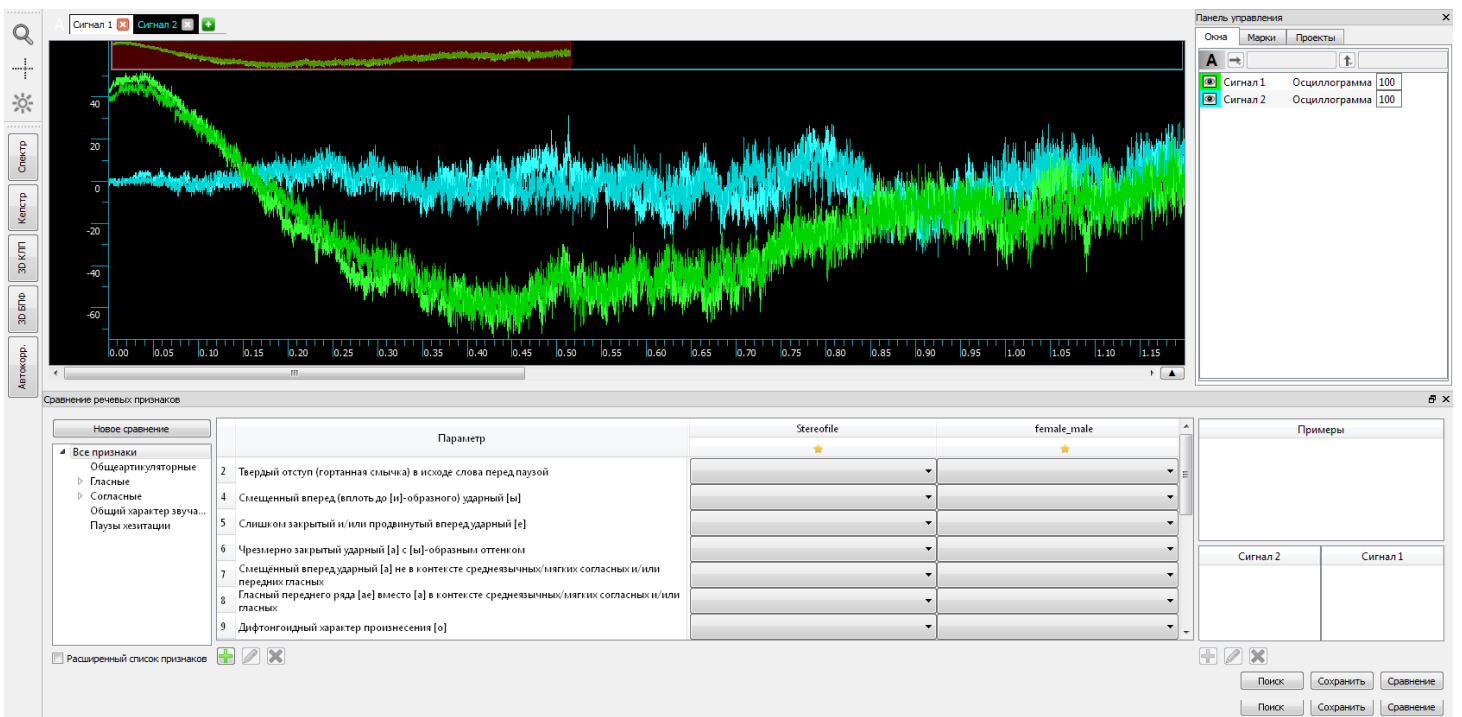 A Сигнал 1 Сигнал 2
Панель управления
Окна Марки Проекты
A
Сигнал 1 Осциллограмма 100
Сигнал 2 Осциллограмма 100
Спектр
Кепстр
3D КЛП
3D БПФ
Автокорр.
40
20
0
-20
-40
-60
0.00 0.05 0.10 0.15 0.20 0.25 0.30 0.35 0.40 0.45 0.50 0.55 0.60 0.65 0.70 0.75 0.80 0.85 0.90 0.95 1.00 1.05 1.10 1.15
Сравнение речевых признаков
Новое сравнение
Все признаки
Общеартикуляторные
Гласные
Согласные
Общий характер звуча...
Паузы хезитации
Расширенный список признаков
Параметр Stereofile female_male
2 Твердый отступ (гортанная смычка) в исходе слова перед паузой
4 Смещенный вперед (вплоть до [и]-образного) ударный [ы]
5 Слишком закрытый и/или продвинутый вперед ударный [е]
6 Чрезмерно закрытый ударный [а] с [ы]-образным оттенком
7 Смещённый вперед ударный [а] не в контексте среднеязычных/мягких согласных и/или
передних гласных
8 Гласный переднего ряда [ае] вместо [а] в контексте среднеязычных/мягких согласных и/или
гласных
9 Дифтонгоидный характер произнесения [о]
Примеры
Сигнал 2 Сигнал 1
Поиск Сохранить Сравнение
Поиск Сохранить Сравнение